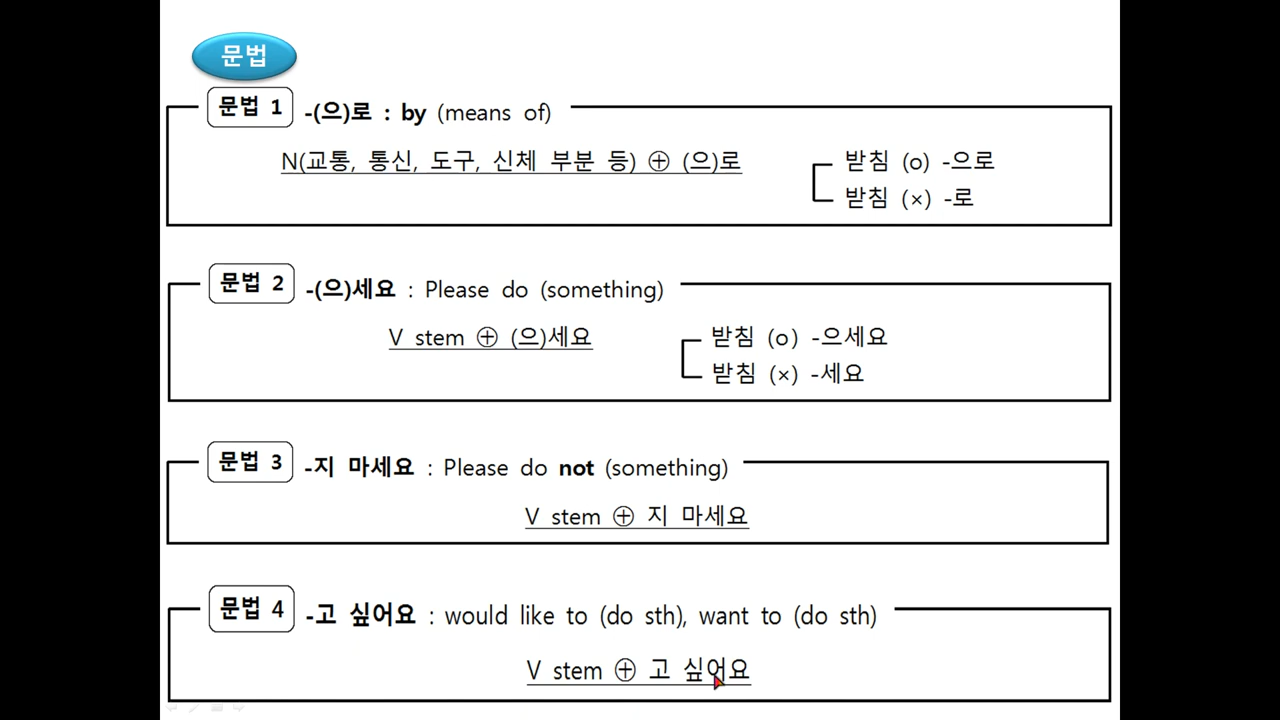 문법
문법 1 -(으)로 : by (means of)
N(교통, 통신, 도구, 신체 부분 등) ⊕ (으)로
받침 (o) -으로
받침 (×) -로
문법 2 -(으)세요 : Please do (something)
V stem ⊕ (으)세요
받침 (o) -으세요
받침 (×) -세요
문법 3 -지 마세요 : Please do not (something)
V stem ⊕ 지 마세요
문법 4 -고 싶어요 : would like to (do sth), want to (do sth)
V stem ⊕ 고 싶어요